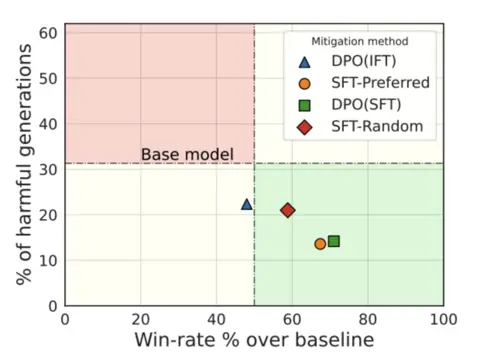 60
50
40
30
20
10
0
% of harmful generations
Mitigation method
DPO(IFT)
SFT-Preferred
DPO(SFT)
SFT-Random
Base model
0 20 40 60 80 100
Win-rate % over baseline